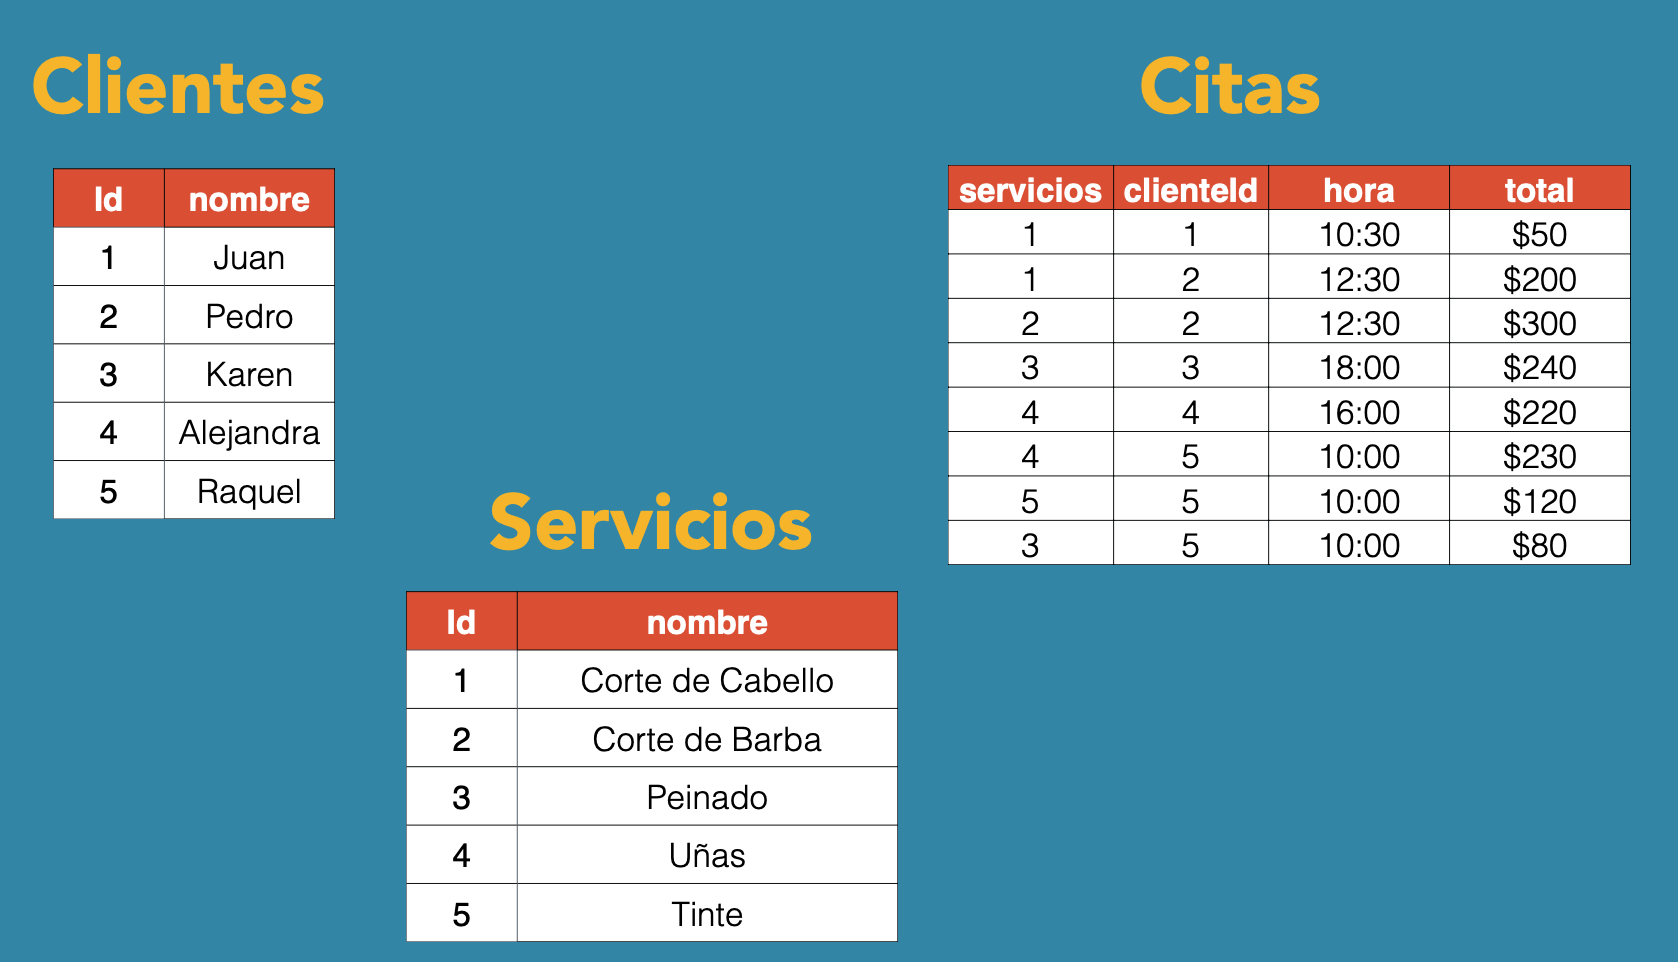 Clientes
Id nombre
1 Juan
2 Pedro
3 Karen
4 Alejandra
5 Raquel
Servicios
Id nombre
1 Corte de Cabello
2 Corte de Barba
3 Peinado
4 Uñas
5 Tinte
Citas
servicios clienteId hora total
1 1 10:30 $50
1 2 12:30 $200
2 2 12:30 $300
3 3 18:00 $240
4 4 16:00 $220
4 5 10:00 $230
5 5 10:00 $120
3 5 10:00 $80